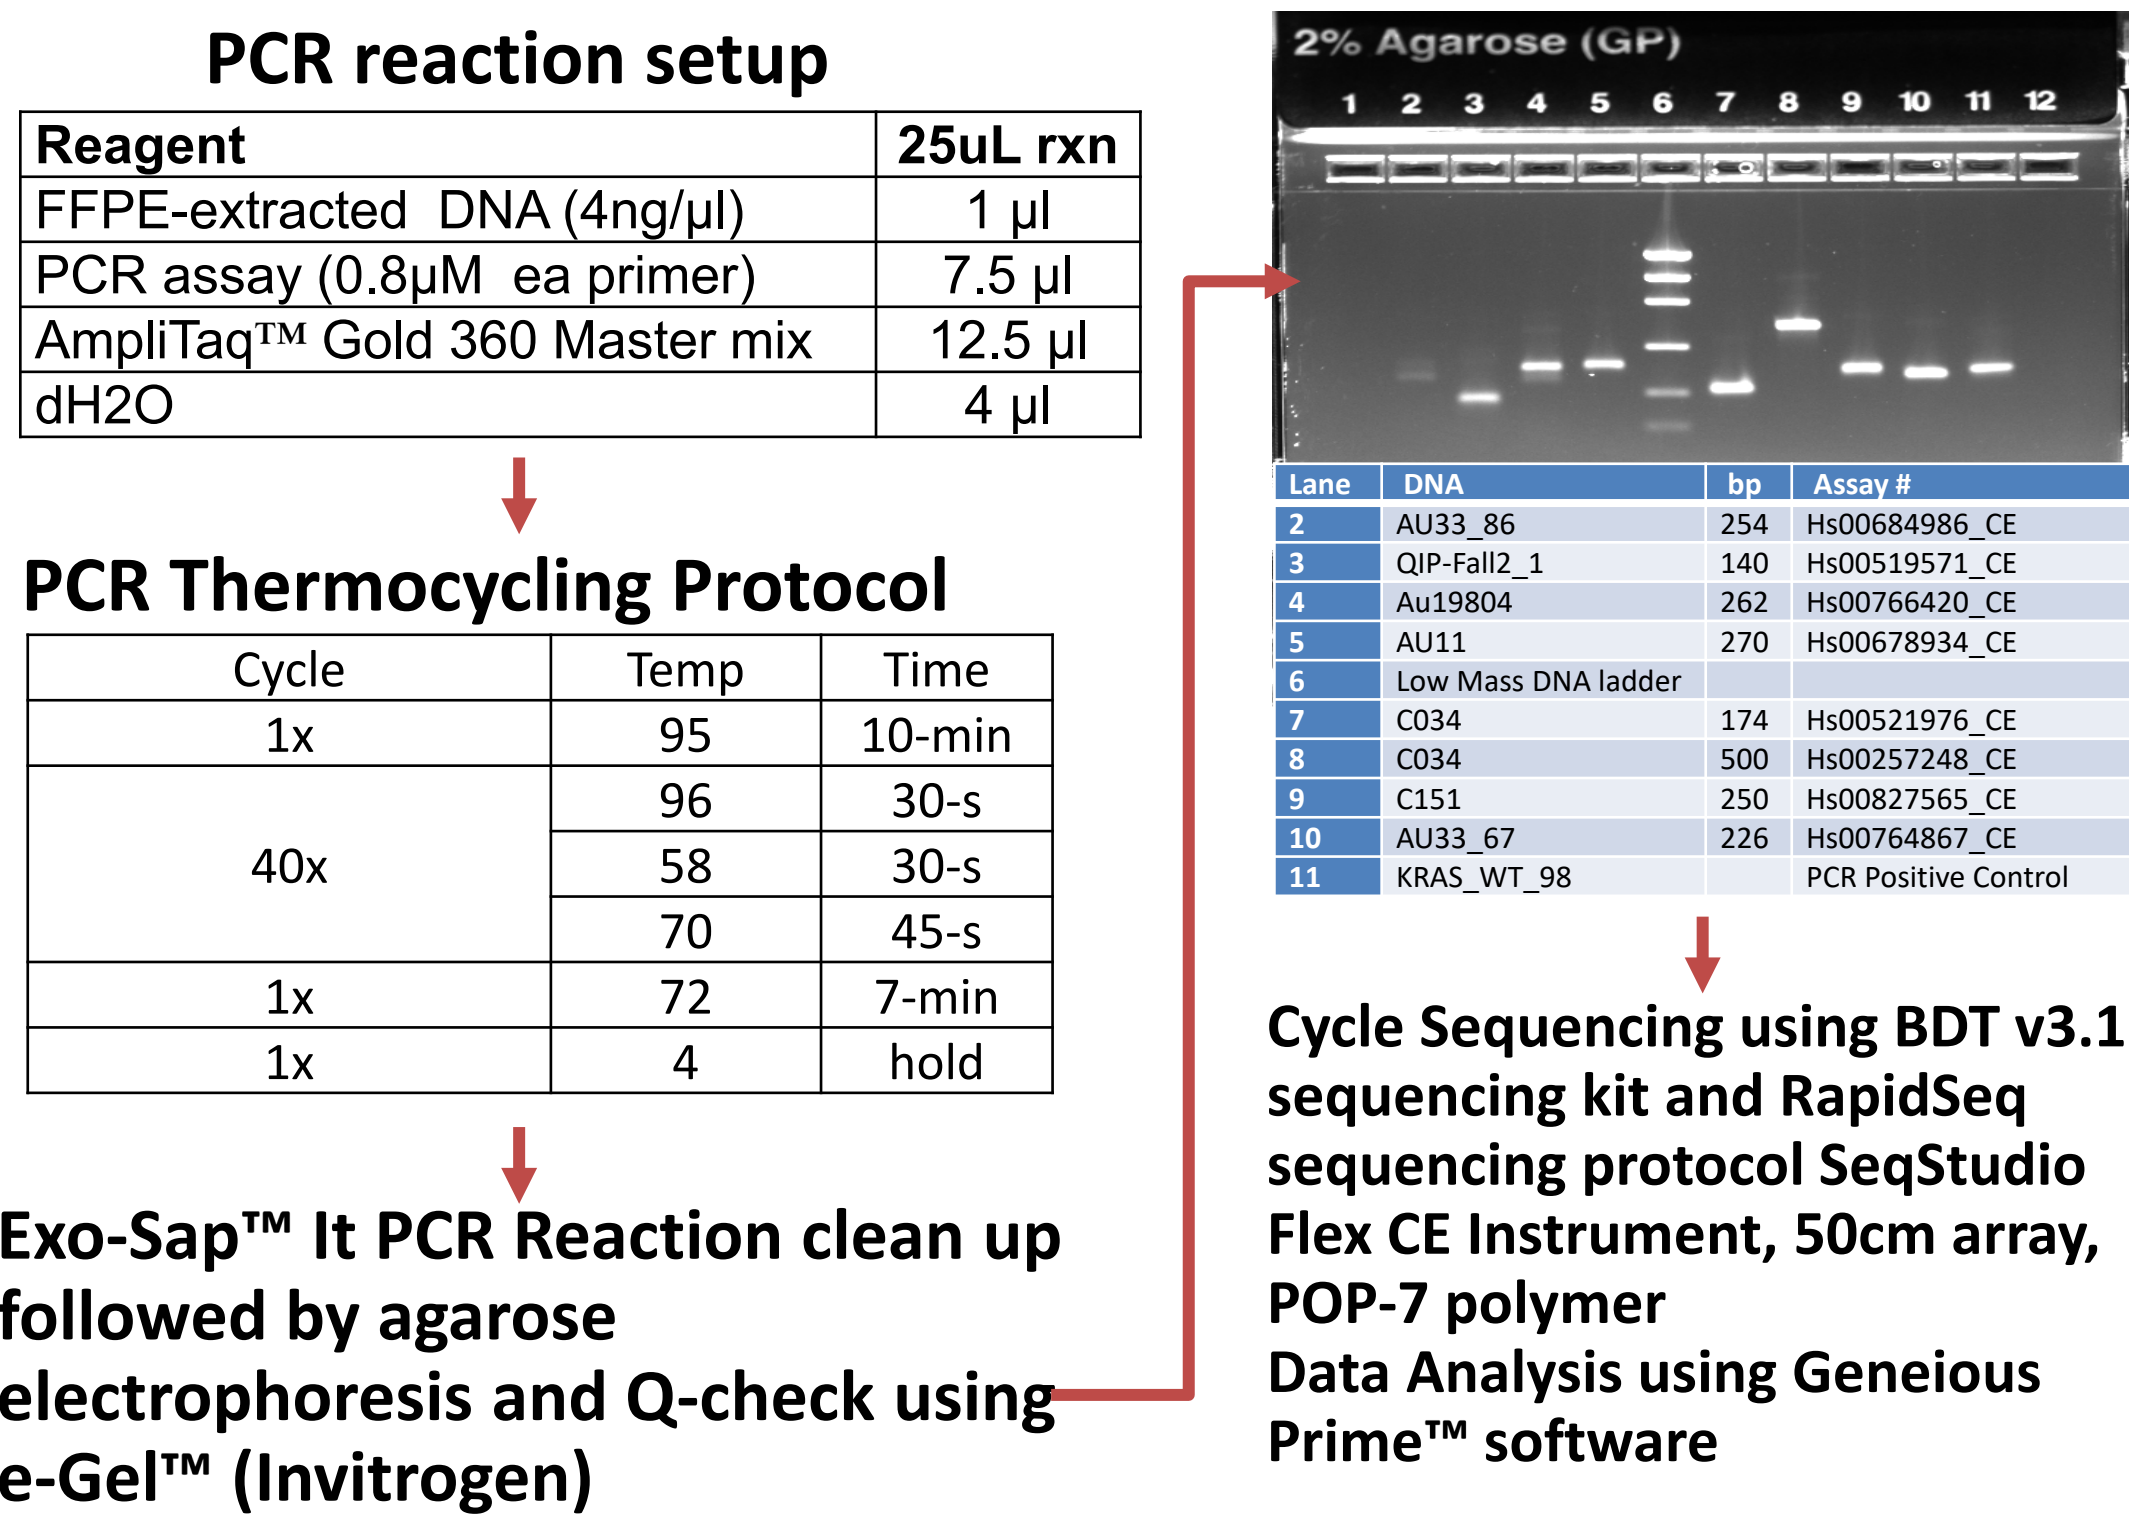 PCR reaction setup
Reagent 25uL rxn
FFPE-extracted DNA (4ng/µl) 1 µl
PCR assay (0.8µM ea primer) 7.5 µl
AmpliTaq™ Gold 360 Master mix 12.5 µl
dH2O 4 µl
PCR Thermocycling Protocol
Cycle Temp Time
1x 95 10-min
96 30-s
40x 58 30-s
70 45-s
1x 72 7-min
1x 4 hold
Exo-Sap™ It PCR Reaction clean up
followed by agarose
electrophoresis and Q-check using
e-Gel™ (Invitrogen)
2% Agarose (GP)
1 2 3 4 5 6 7 8 9 10 11 12
Lane DNA bp Assay #
2 AU33_86 254 Hs00684986_CE
3 QIP-Fall2_1 140 Hs00519571_CE
4 Au19804 262 Hs00766420_CE
5 AU11 270 Hs00678934_CE
6 Low Mass DNA ladder
7 C034 174 Hs00521976_CE
8 C034 500 Hs00257248_CE
9 C151 250 Hs00827565_CE
10 AU33_67 226 Hs00764867_CE
11 KRAS_WT_98 PCR Positive Control
Cycle Sequencing using BDT v3.1
sequencing kit and RapidSeq
sequencing protocol SeqStudio
Flex CE Instrument, 50cm array,
POP-7 polymer
Data Analysis using Geneious
Prime™ software